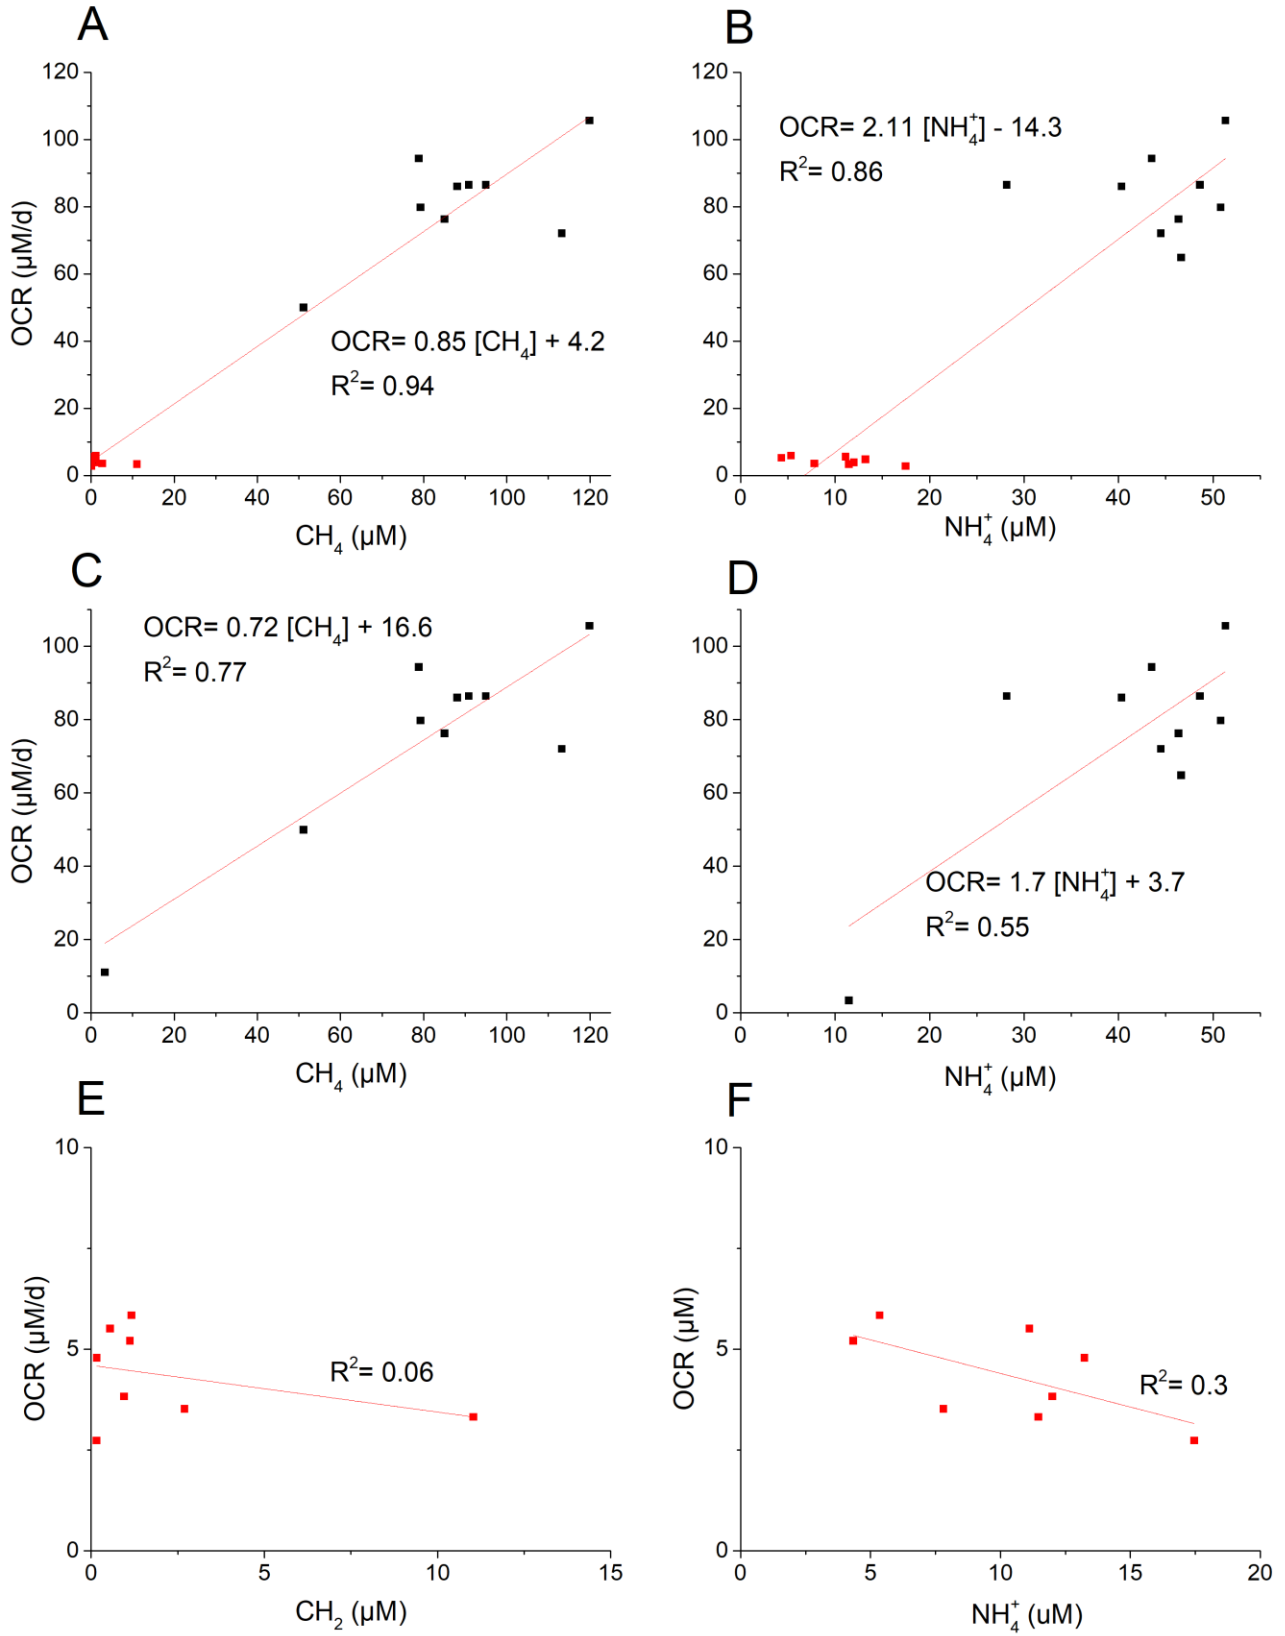 A
120
100
80
60
40
20
0
OCR (µM/d)
OCR= 0.85 [CH₄] + 4.2
R²= 0.94
0 20 40 60 80 100 120
CH₄ (µM)
B
120
100
80
60
40
20
0
OCR= 2.11 [NH₄⁺] - 14.3
R²= 0.86
0 10 20 30 40 50
NH₄⁺ (µM)
C
100
80
60
40
20
0
OCR (µM/d)
OCR= 0.72 [CH₄] + 16.6
R²= 0.77
0 20 40 60 80 100 120
CH₄ (µM)
D
100
80
60
40
20
0
OCR= 1.7 [NH₄⁺] + 3.7
R²= 0.55
0 10 20 30 40 50
NH₄⁺ (µM)
E
10
5
0
OCR (µM/d)
R²= 0.06
0 5 10 15
CH₂ (µM)
F
10
5
0
OCR (µM)
R²= 0.3
0 5 10 15 20
NH₄⁺ (uM)